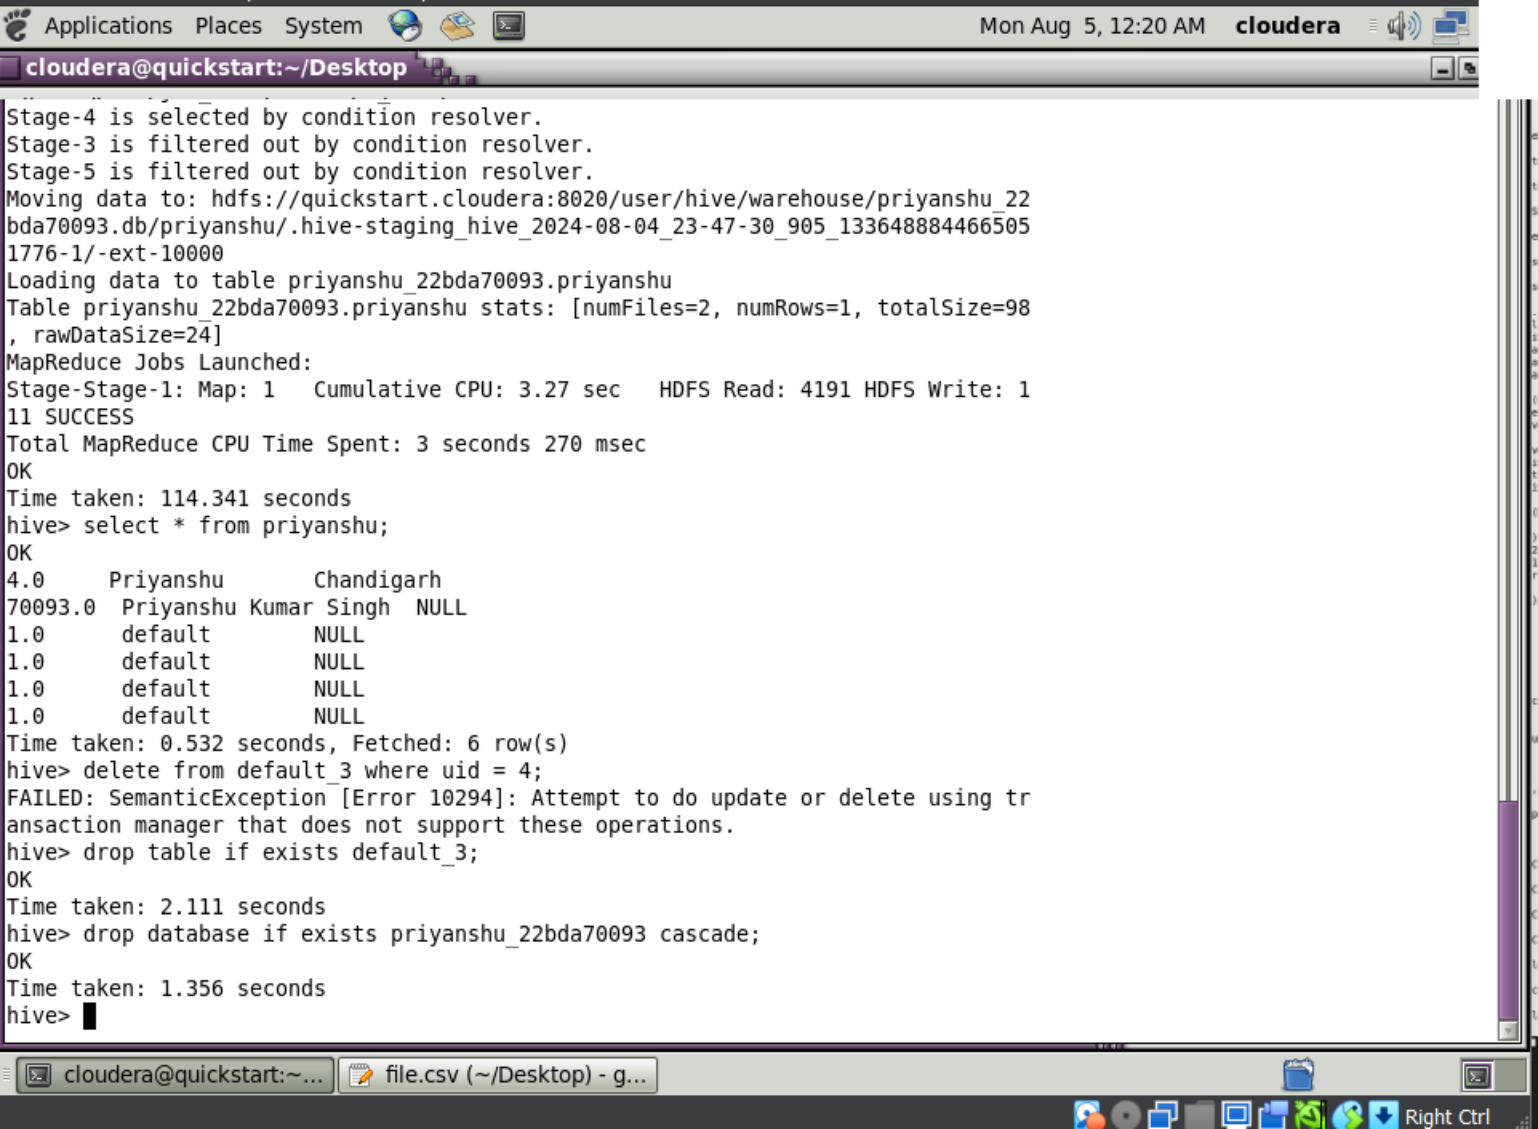 Applications Places System Mon Aug 5, 12:20 AM cloudera
cloudera@quickstart:~/Desktop
Stage-4 is selected by condition resolver.
Stage-3 is filtered out by condition resolver.
Stage-5 is filtered out by condition resolver.
Moving data to: hdfs://quickstart.cloudera:8020/user/hive/warehouse/priyanshu_22
bda70093.db/priyanshu/.hive-staging_hive_2024-08-04_23-47-30_905_133648884466505
1776-1/-ext-10000
Loading data to table priyanshu_22bda70093.priyanshu
Table priyanshu_22bda70093.priyanshu stats: [numFiles=2, numRows=1, totalSize=98
, rawDataSize=24]
MapReduce Jobs Launched:
Stage-Stage-1: Map: 1   Cumulative CPU: 3.27 sec   HDFS Read: 4191 HDFS Write: 1
11 SUCCESS
Total MapReduce CPU Time Spent: 3 seconds 270 msec
OK
Time taken: 114.341 seconds
hive> select * from priyanshu;
OK
4.0     Priyanshu       Chandigarh
70093.0  Priyanshu Kumar Singh  NULL
1.0      default        NULL
1.0      default        NULL
1.0      default        NULL
1.0      default        NULL
Time taken: 0.532 seconds, Fetched: 6 row(s)
hive> delete from default_3 where uid = 4;
FAILED: SemanticException [Error 10294]: Attempt to do update or delete using tr
ansaction manager that does not support these operations.
hive> drop table if exists default_3;
OK
Time taken: 2.111 seconds
hive> drop database if exists priyanshu_22bda70093 cascade;
OK
Time taken: 1.356 seconds
hive>
cloudera@quickstart:~... file.csv (~/Desktop) - g...
Right Ctrl